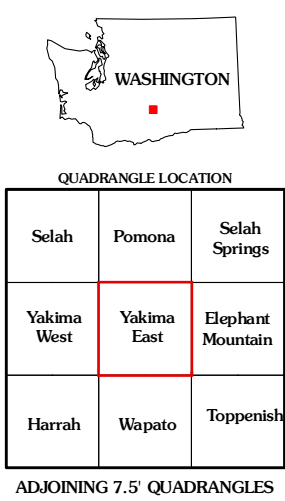 WASHINGTON
QUADRANGLE LOCATION
Selah
Pomona
Selah
Springs
Yakima
West
Yakima
East
Elephant
Mountain
Harrah
Wapato
Toppenish
ADJOINING 7.5' QUADRANGLES